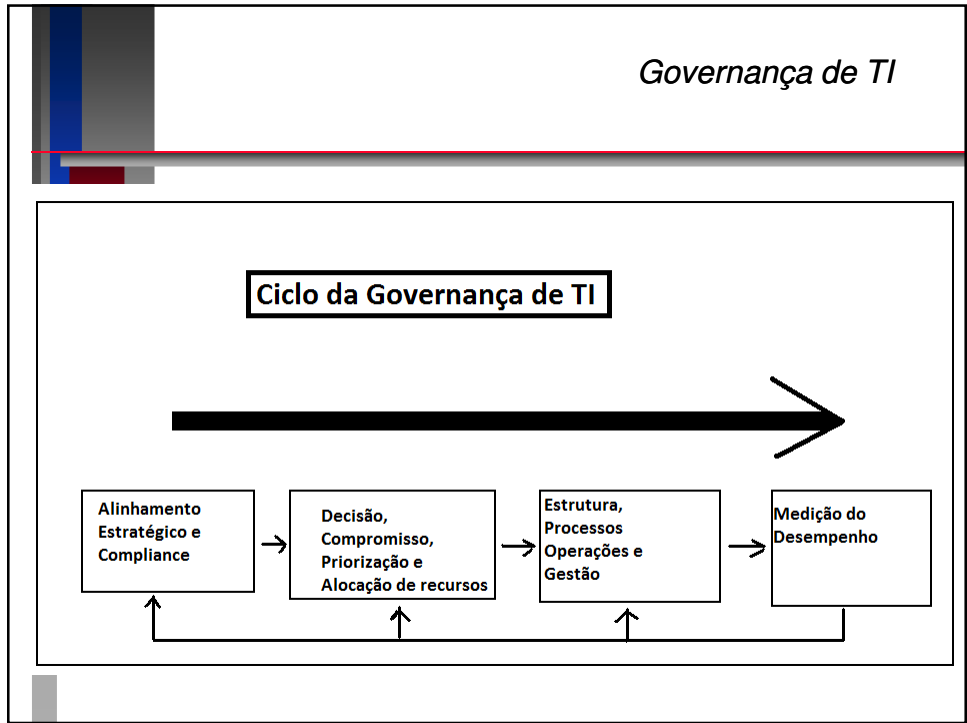 Governança de TI
Ciclo da Governança de TI
Alinhamento
Estratégico e
Compliance
Decisão,
Compromisso,
Priorização e
Alocação de recursos
Estrutura,
Processos
Operações e
Gestão
Medição do
Desempenho